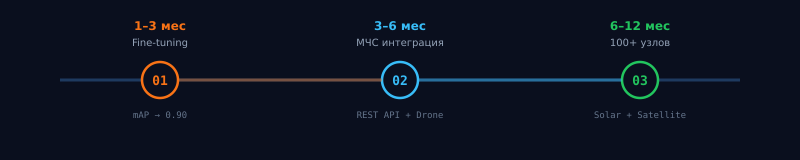 1–3 мес
Fine-tuning
01
mAP → 0.90
3–6 мес
МЧС интеграция
02
REST API + Drone
6–12 мес
100+ узлов
03
Solar + Satellite